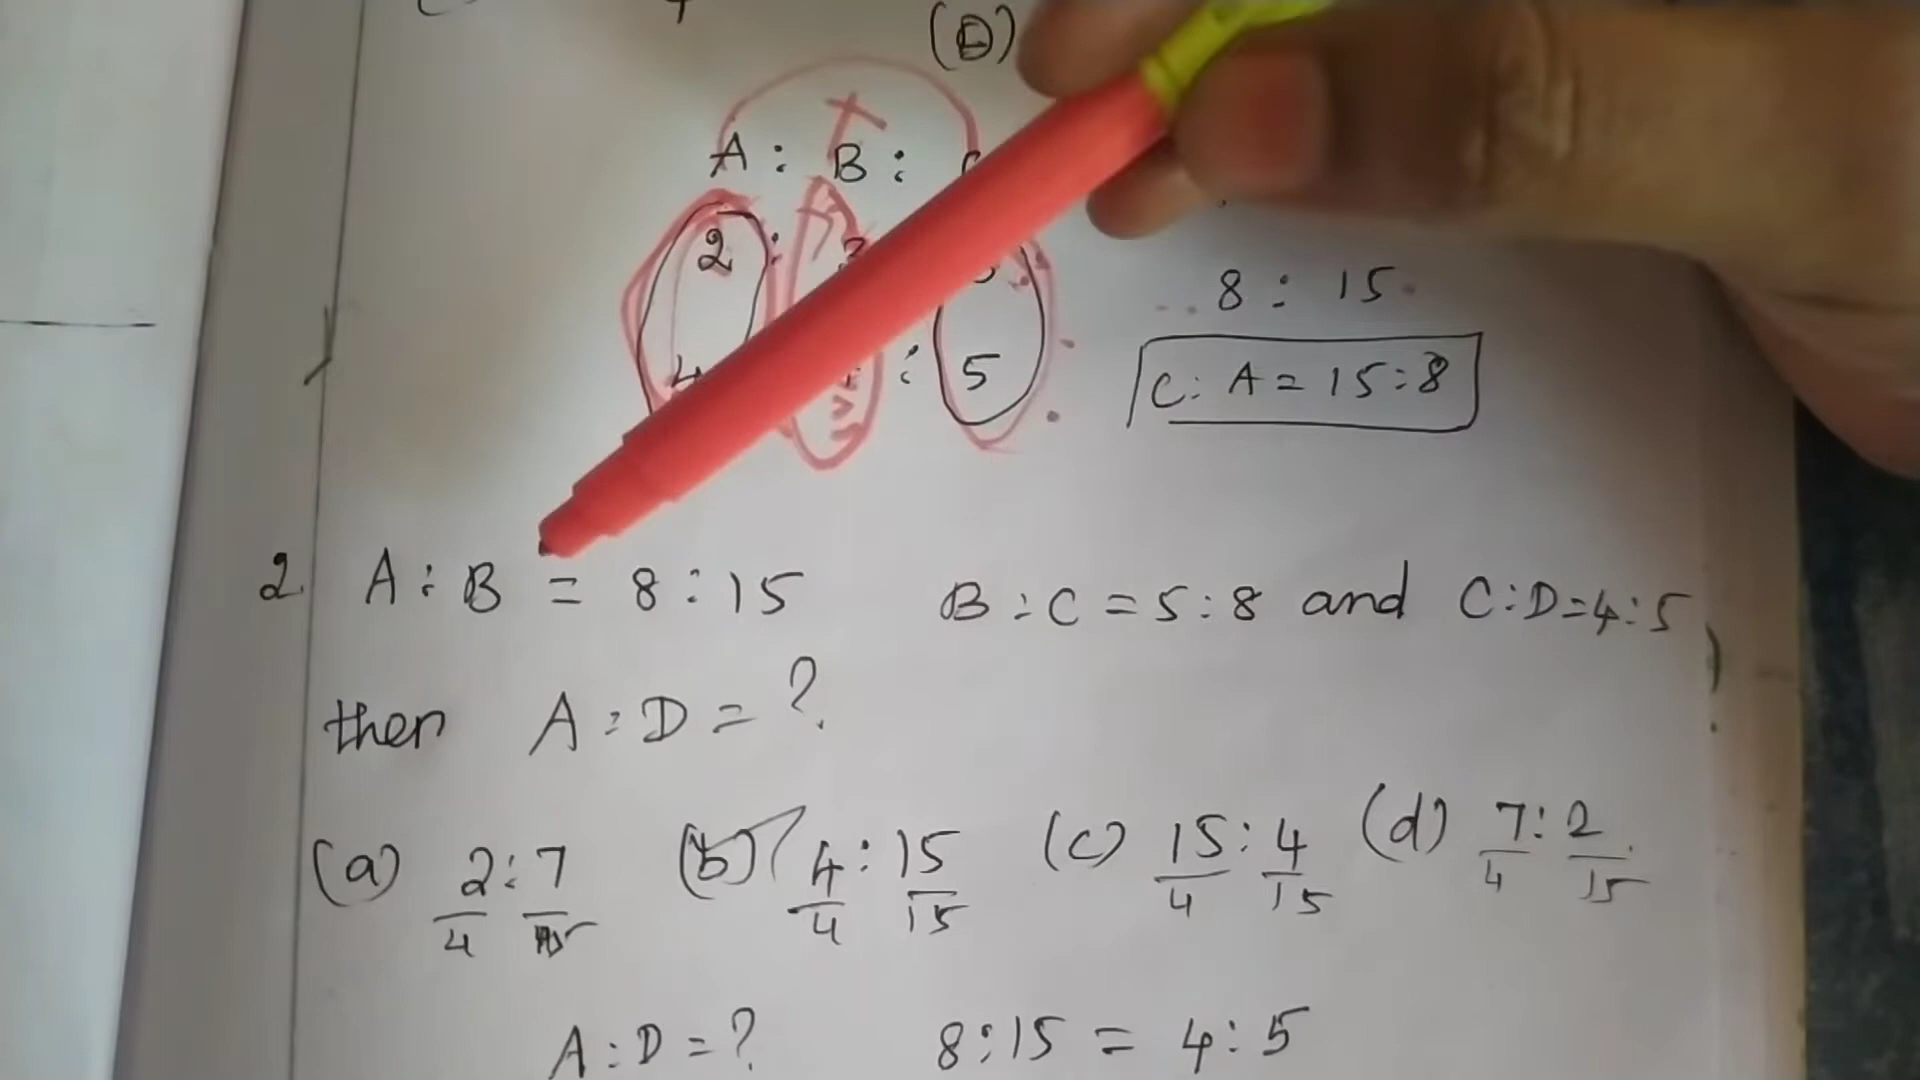 (D)
A : B :
2 :
8 : 15
4 : 5
C : A = 15 : 8
2. A : B = 8 : 15 B : C = 5 : 8 and C : D = 4 : 5,
then A : D = ?
(a) 2 : 7 (b) 4 : 15 (c) 15 : 4 (d) 7 : 2
4 4 15 4 15 4 15
A : D = ? 8 : 15 = 4 : 5